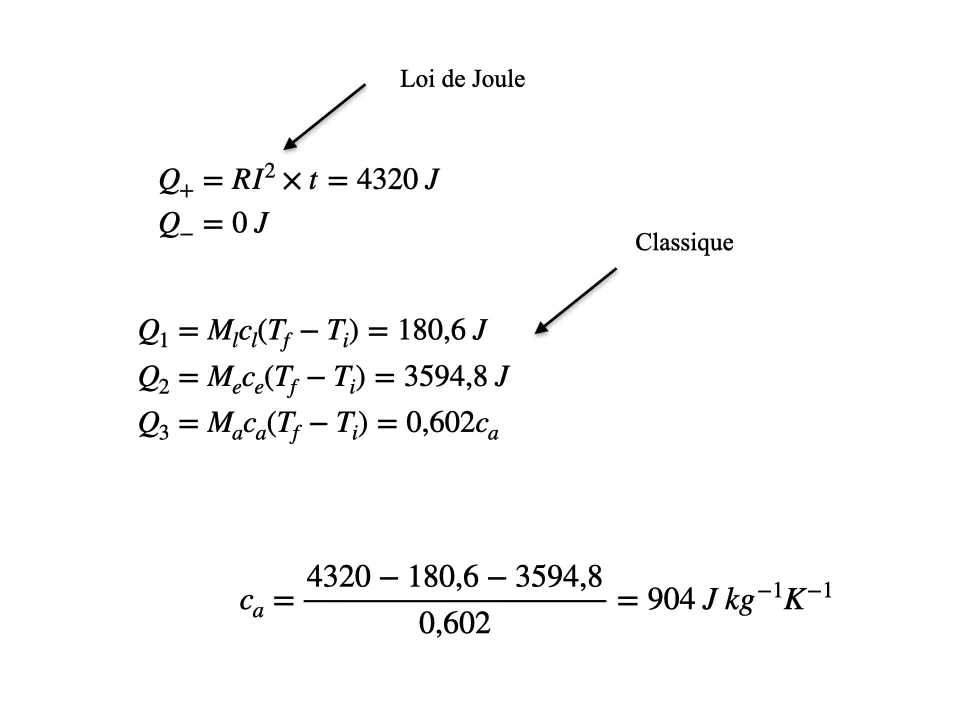 Loi de Joule
Q₊ = RI² × t = 4320 J
Q₋ = 0 J
Classique
Q₁ = M_l c_l (T_f − T_i) = 180,6 J
Q₂ = M_e c_e (T_f − T_i) = 3594,8 J
Q₃ = M_a c_a (T_f − T_i) = 0,602c_a
c_a = (4320 − 180,6 − 3594,8) / 0,602 = 904 J kg⁻¹K⁻¹